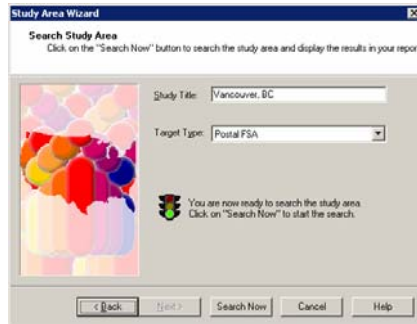 Study Area Wizard
Search Study Area
Click on the "Search Now" button to search the study area and display the results in your repor
Study Title: Vancouver, BC
Target Type: Postal FSA
You are now ready to search the study area.
Click on "Search Now" to start the search.
< Back Next > Search Now Cancel Help